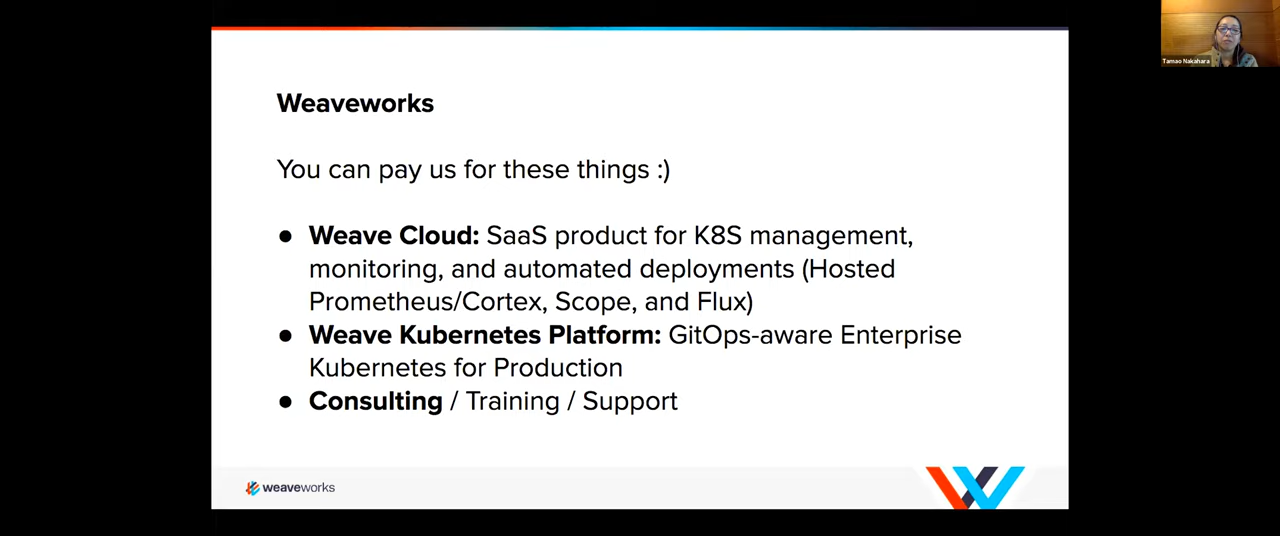 Weaveworks
You can pay us for these things :)
● Weave Cloud: SaaS product for K8S management,
monitoring, and automated deployments (Hosted
Prometheus/Cortex, Scope, and Flux)
● Weave Kubernetes Platform: GitOps-aware Enterprise
Kubernetes for Production
● Consulting / Training / Support
weaveworks
Tamao Nakahara